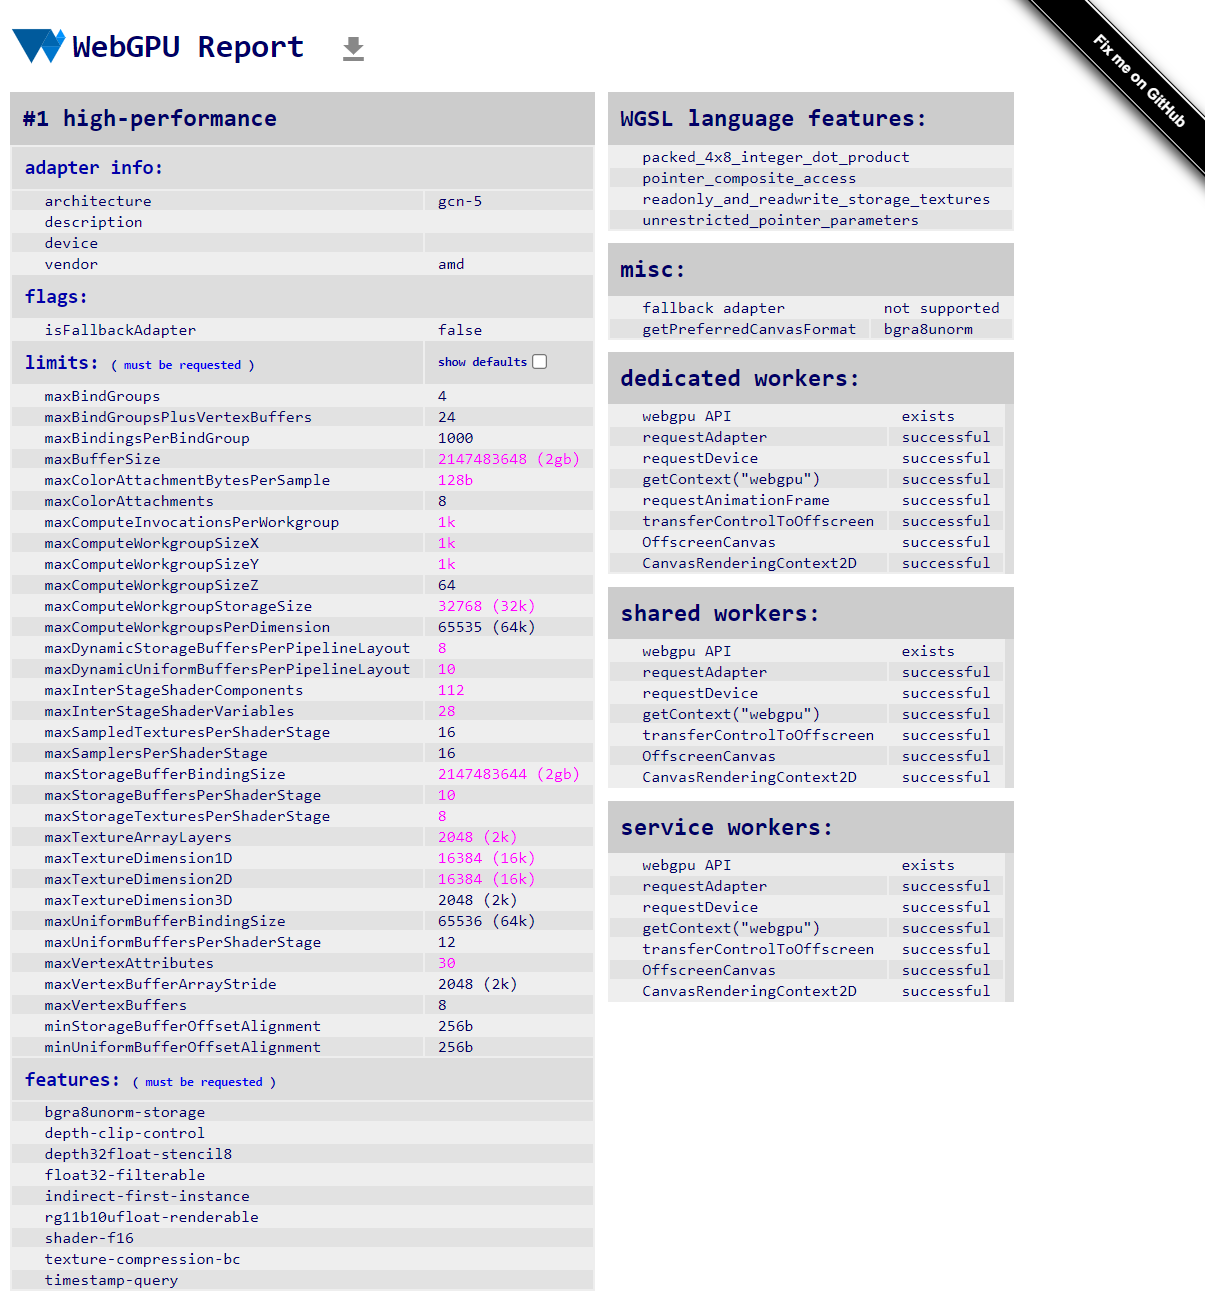 WebGPU Report
Fix me on GitHub
#1 high-performance
adapter info:
architecture gcn-5
description
device
vendor amd
flags:
isFallbackAdapter false
limits: ( must be requested ) show defaults
maxBindGroups 4
maxBindGroupsPlusVertexBuffers 24
maxBindingsPerBindGroup 1000
maxBufferSize 2147483648 (2gb)
maxColorAttachmentBytesPerSample 128b
maxColorAttachments 8
maxComputeInvocationsPerWorkgroup 1k
maxComputeWorkgroupSizeX 1k
maxComputeWorkgroupSizeY 1k
maxComputeWorkgroupSizeZ 64
maxComputeWorkgroupStorageSize 32768 (32k)
maxComputeWorkgroupsPerDimension 65535 (64k)
maxDynamicStorageBuffersPerPipelineLayout 8
maxDynamicUniformBuffersPerPipelineLayout 10
maxInterStageShaderComponents 112
maxInterStageShaderVariables 28
maxSampledTexturesPerShaderStage 16
maxSamplersPerShaderStage 16
maxStorageBufferBindingSize 2147483644 (2gb)
maxStorageBuffersPerShaderStage 10
maxStorageTexturesPerShaderStage 8
maxTextureArrayLayers 2048 (2k)
maxTextureDimension1D 16384 (16k)
maxTextureDimension2D 16384 (16k)
maxTextureDimension3D 2048 (2k)
maxUniformBufferBindingSize 65536 (64k)
maxUniformBuffersPerShaderStage 12
maxVertexAttributes 30
maxVertexBufferArrayStride 2048 (2k)
maxVertexBuffers 8
minStorageBufferOffsetAlignment 256b
minUniformBufferOffsetAlignment 256b
features: ( must be requested )
bgra8unorm-storage
depth-clip-control
depth32float-stencil8
float32-filterable
indirect-first-instance
rg11b10ufloat-renderable
shader-f16
texture-compression-bc
timestamp-query
WGSL language features:
packed_4x8_integer_dot_product
pointer_composite_access
readonly_and_readwrite_storage_textures
unrestricted_pointer_parameters
misc:
fallback adapter not supported
getPreferredCanvasFormat bgra8unorm
dedicated workers:
webgpu API exists
requestAdapter successful
requestDevice successful
getContext("webgpu") successful
requestAnimationFrame successful
transferControlToOffscreen successful
OffscreenCanvas successful
CanvasRenderingContext2D successful
shared workers:
webgpu API exists
requestAdapter successful
requestDevice successful
getContext("webgpu") successful
transferControlToOffscreen successful
OffscreenCanvas successful
CanvasRenderingContext2D successful
service workers:
webgpu API exists
requestAdapter successful
requestDevice successful
getContext("webgpu") successful
transferControlToOffscreen successful
OffscreenCanvas successful
CanvasRenderingContext2D successful